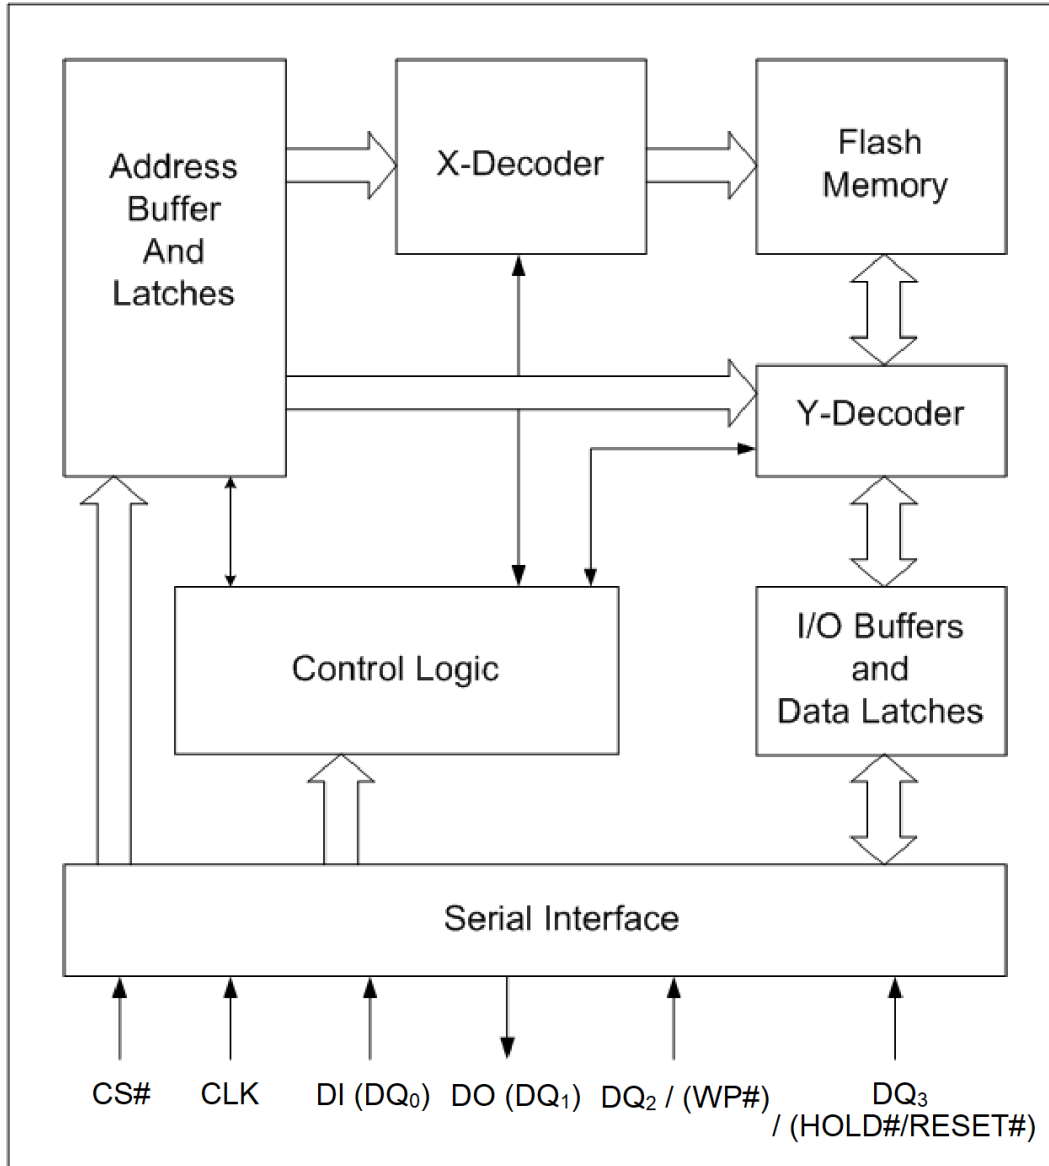 Address
Buffer
And
Latches
X-Decoder
Flash
Memory
Y-Decoder
Control Logic
I/O Buffers
and
Data Latches
Serial Interface
CS#
CLK
DI (DQ₀)
DO (DQ₁)
DQ₂ / (WP#)
DQ₃
/ (HOLD#/RESET#)